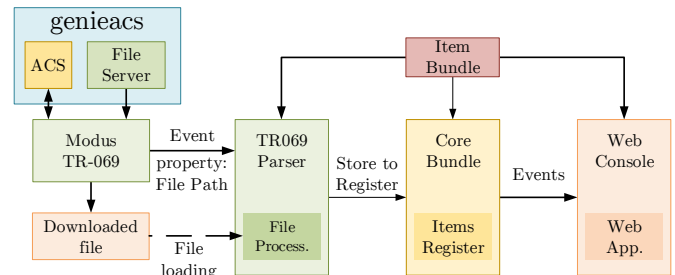 genieacs
ACS
File
Server
Item
Bundle
Modus
TR-069
Event
property:
File Path
TR069
Parser
Store to
Register
Core
Bundle
Events
Web
Console
Downloaded
file
File
loading
File
Process.
Items
Register
Web
App.